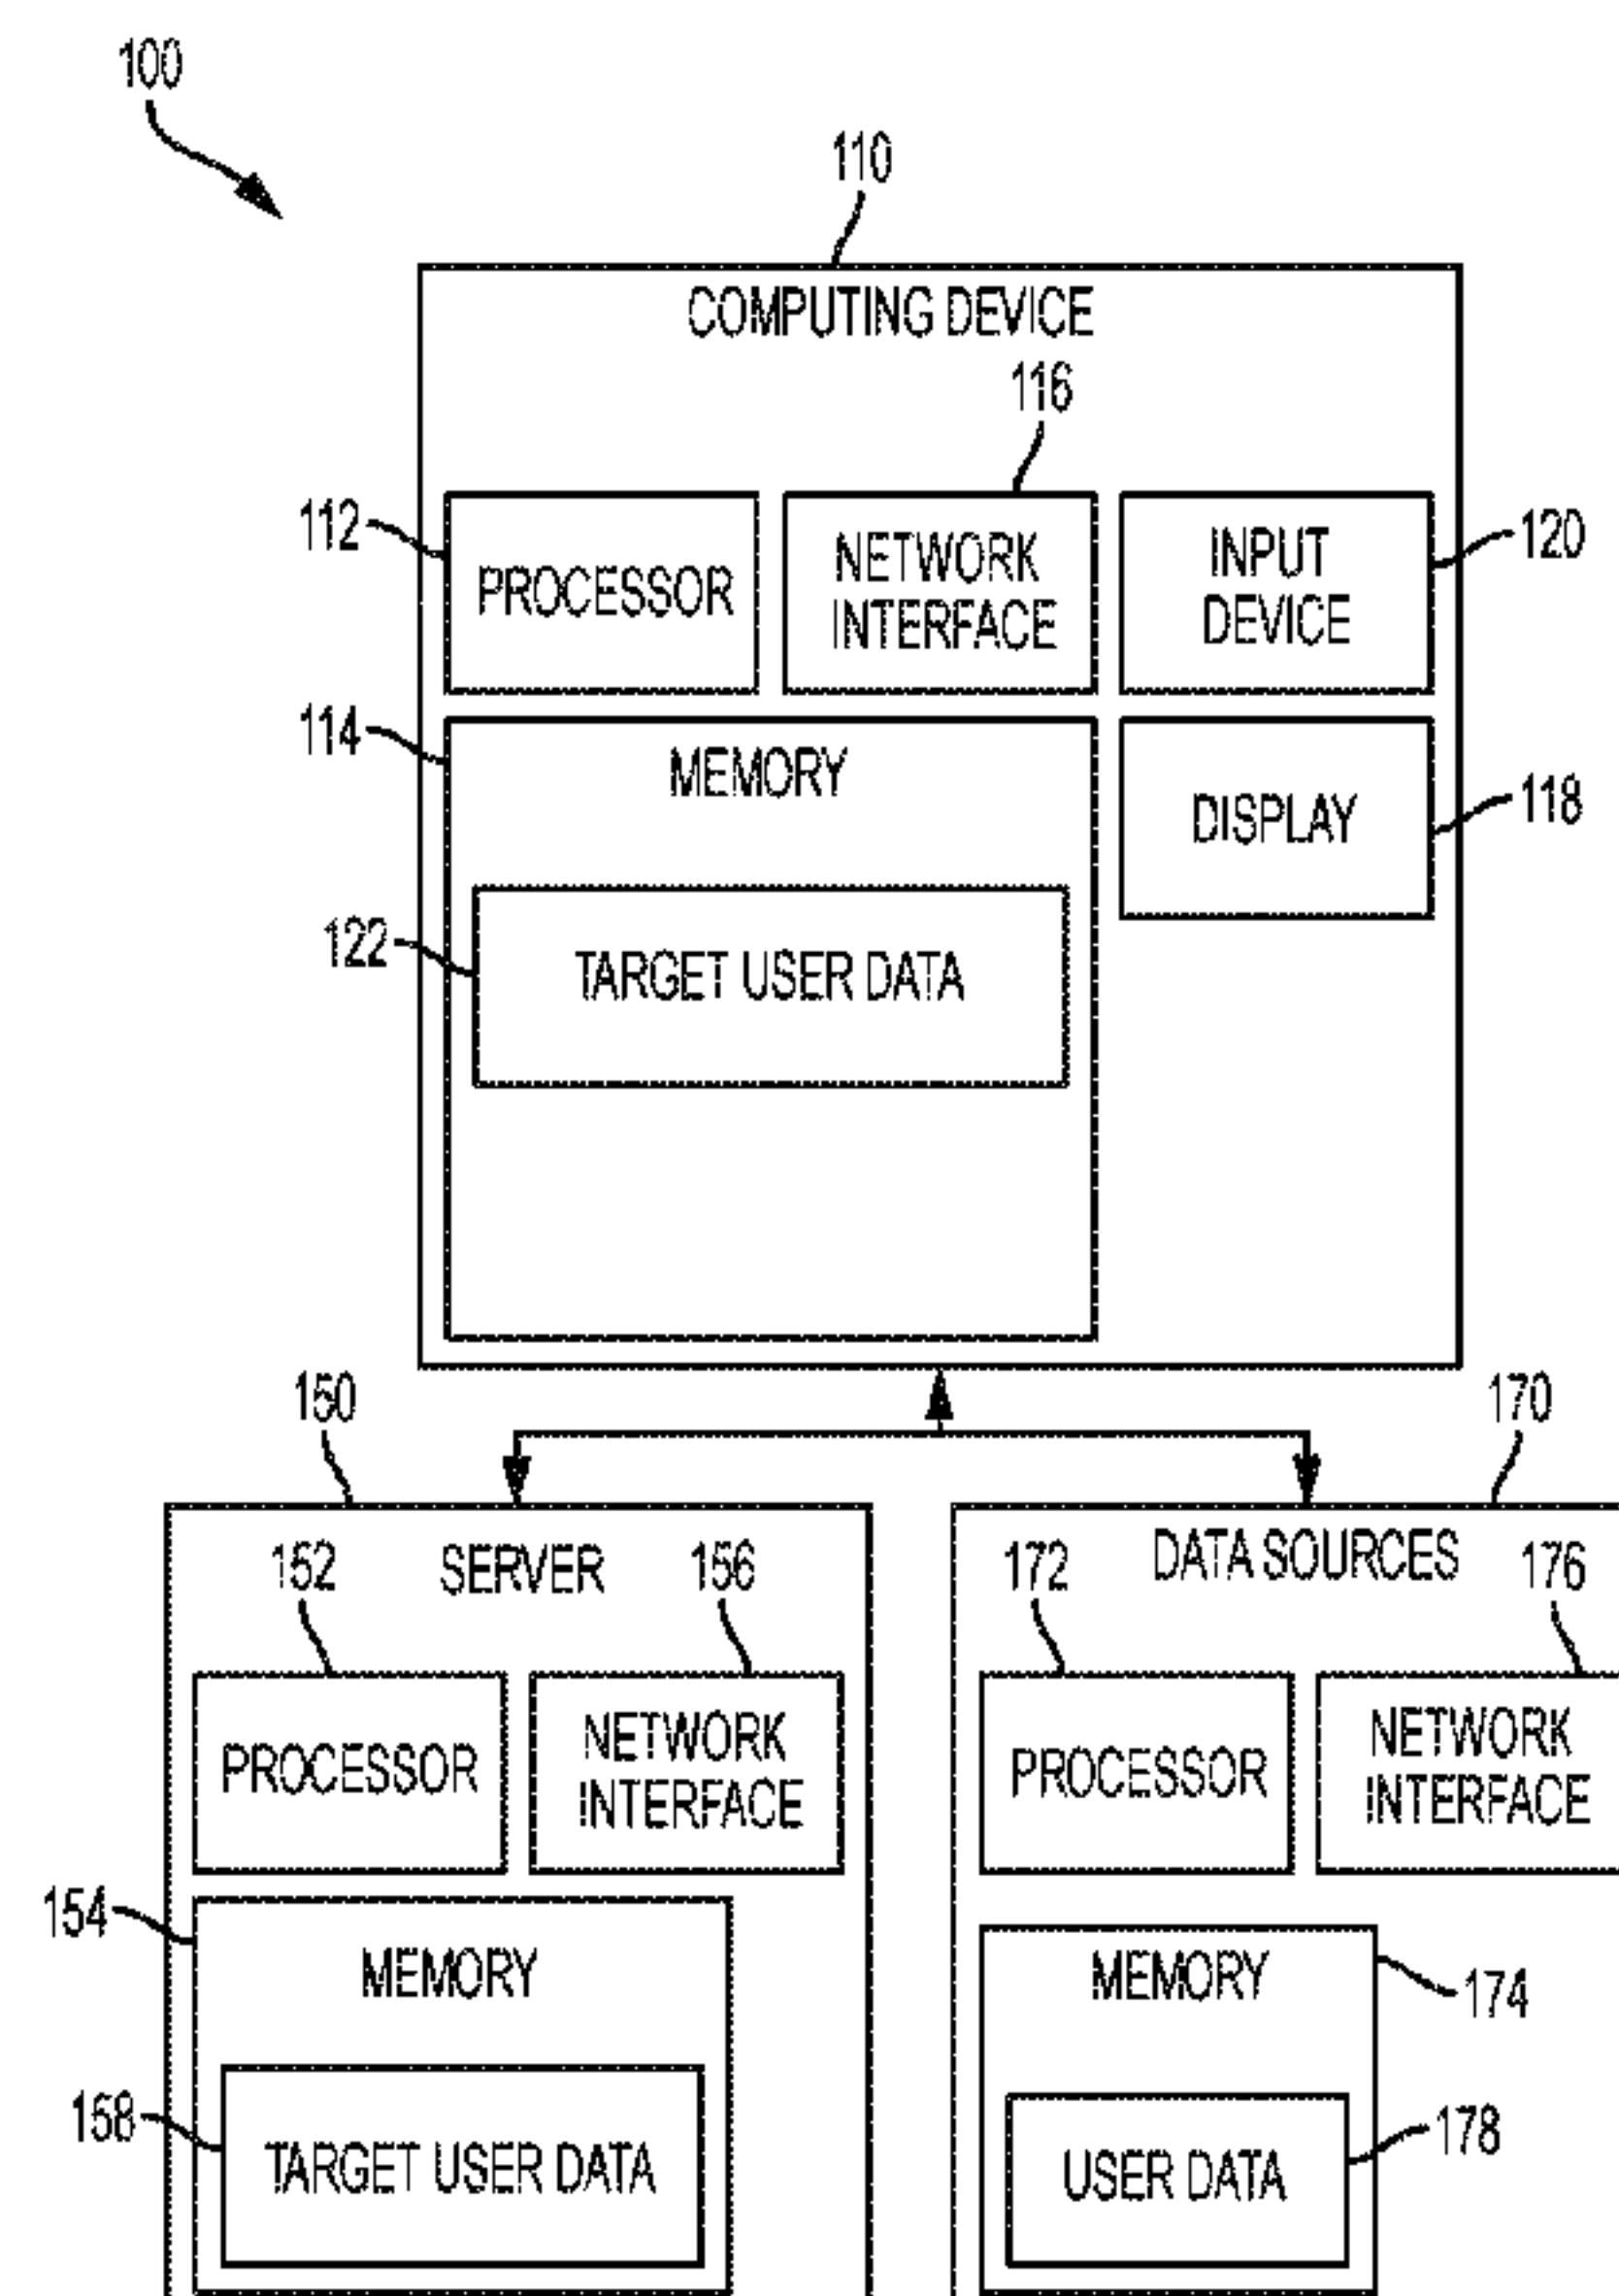 100
110
COMPUTING DEVICE
116
112
PROCESSOR
NETWORK
INTERFACE
INPUT
DEVICE
120
114
MEMORY
DISPLAY
118
122
TARGET USER DATA
150
170
152
SERVER
156
172
DATA SOURCES
176
PROCESSOR
NETWORK
INTERFACE
PROCESSOR
NETWORK
INTERFACE
154
MEMORY
MEMORY
174
158
TARGET USER DATA
USER DATA
178